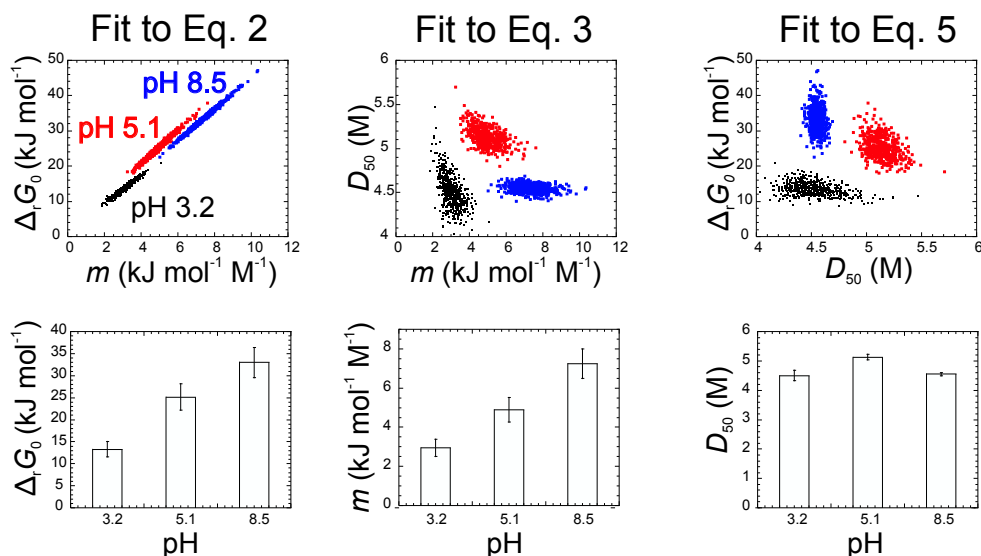 Fit to Eq. 2
Fit to Eq. 3
Fit to Eq. 5
ΔrG0 (kJ mol-1)
50
40
30
20
10
0
pH 8.5
pH 5.1
pH 3.2
0 2 4 6 8 10 12
m (kJ mol-1 M-1)
D50 (M)
6
5
4
0 2 4 6 8 10 12
m (kJ mol-1 M-1)
ΔrG0 (kJ mol-1)
50
40
30
20
10
0
4 4.5 5 5.5 6
D50 (M)
ΔrG0 (kJ mol-1)
40
35
30
25
20
15
10
5
0
3.2 5.1 8.5
pH
m (kJ mol-1 M-1)
8
6
4
2
0
3.2 5.1 8.5
pH
D50 (M)
6
5
4
3
2
1
0
3.2 5.1 8.5
pH